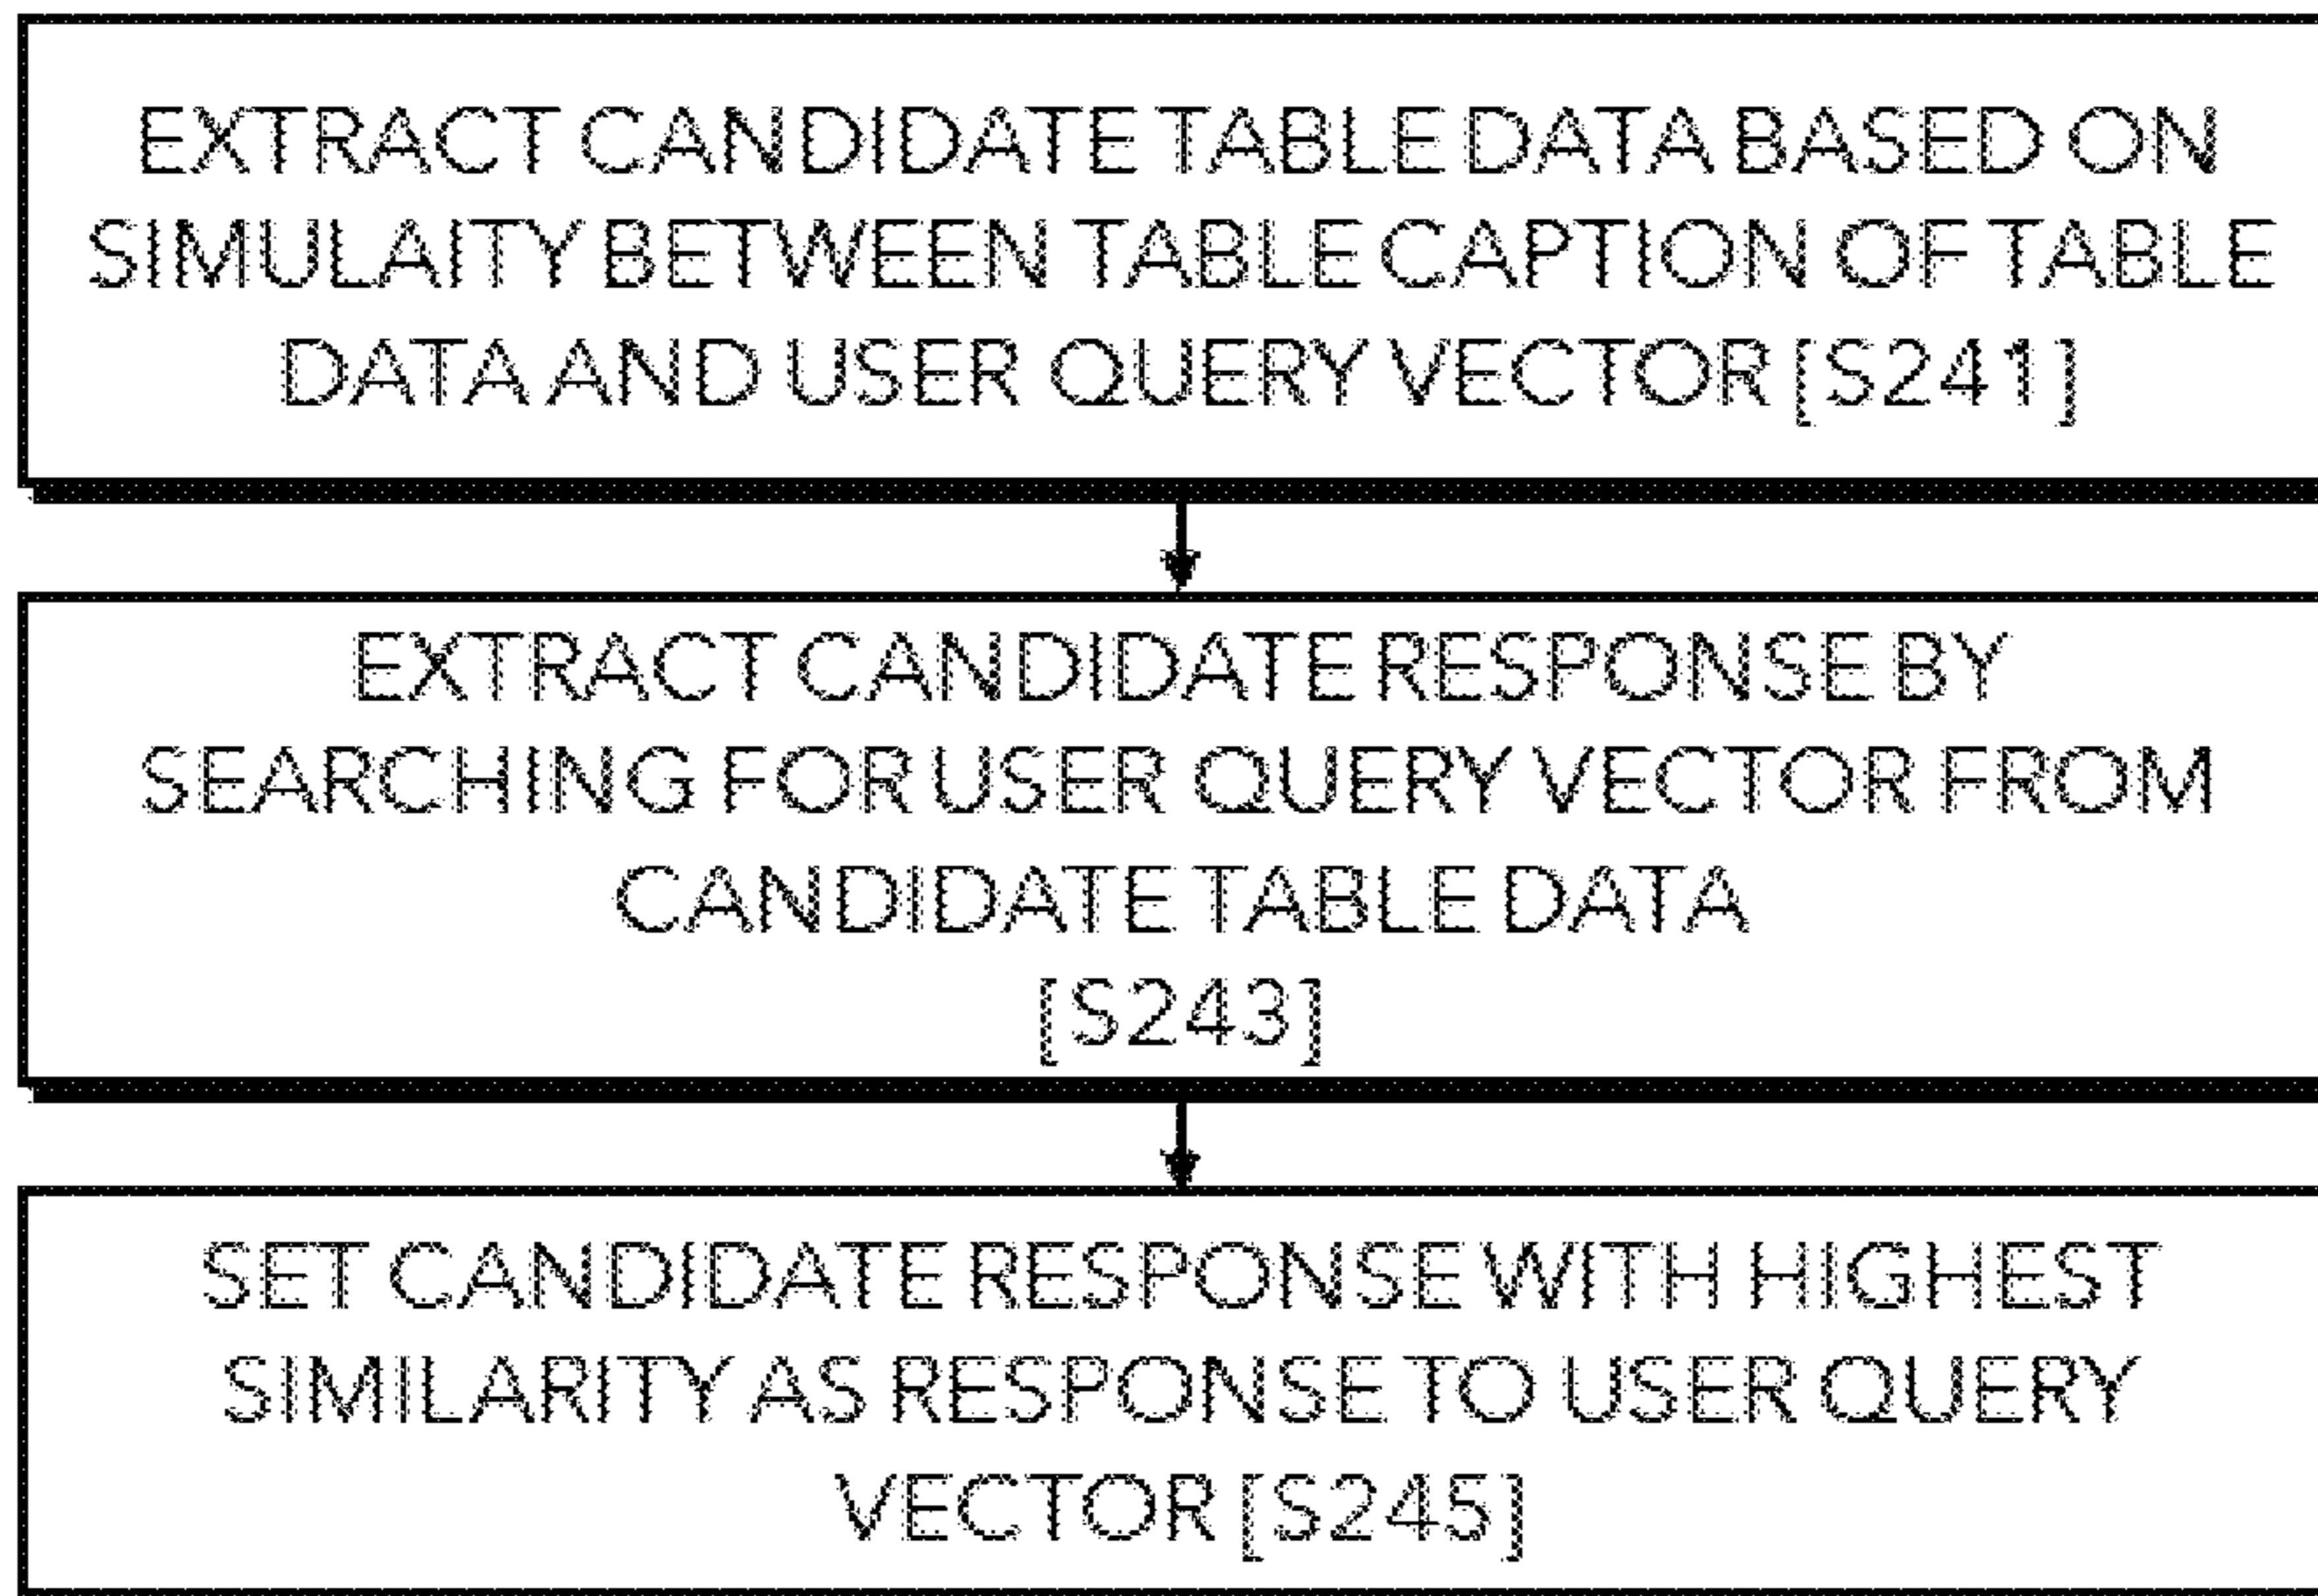 EXTRACT CANDIDATE TABLE DATA BASED ON
SIMULAITY BETWEEN TABLE CAPTION OF TABLE
DATA AND USER QUERY VECTOR [S241]
EXTRACT CANDIDATE RESPONSE BY
SEARCHING FOR USER QUERY VECTOR FROM
CANDIDATE TABLE DATA
[S243]
SET CANDIDATE RESPONSE WITH HIGHEST
SIMILARITY AS RESPONSE TO USER QUERY
VECTOR [S245]